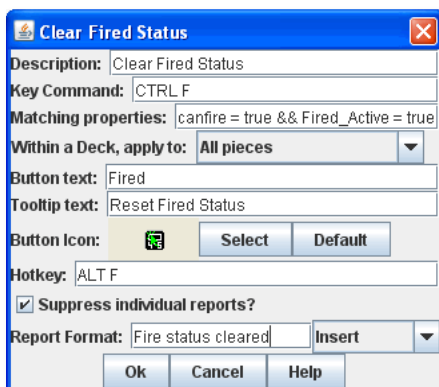 Clear Fired Status
Description: Clear Fired Status
Key Command: CTRL F
Matching properties: canfire = true && Fired_Active = true
Within a Deck, apply to: All pieces
Button text: Fired
Tooltip text: Reset Fired Status
Button Icon: Select Default
Hotkey: ALT F
Suppress individual reports?
Report Format: Fire status cleared Insert
Ok Cancel Help